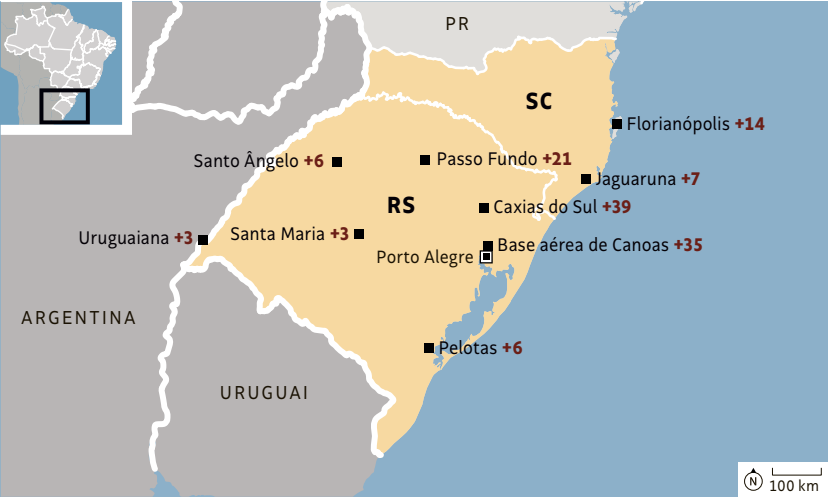 PR
SC
Florianópolis +14
Santo Ângelo +6
Passo Fundo +21
Jaguaruna +7
RS
Caxias do Sul +39
Uruguaiana +3
Santa Maria +3
Base aérea de Canoas +35
Porto Alegre
ARGENTINA
Pelotas +6
URUGUAI
N
100 km